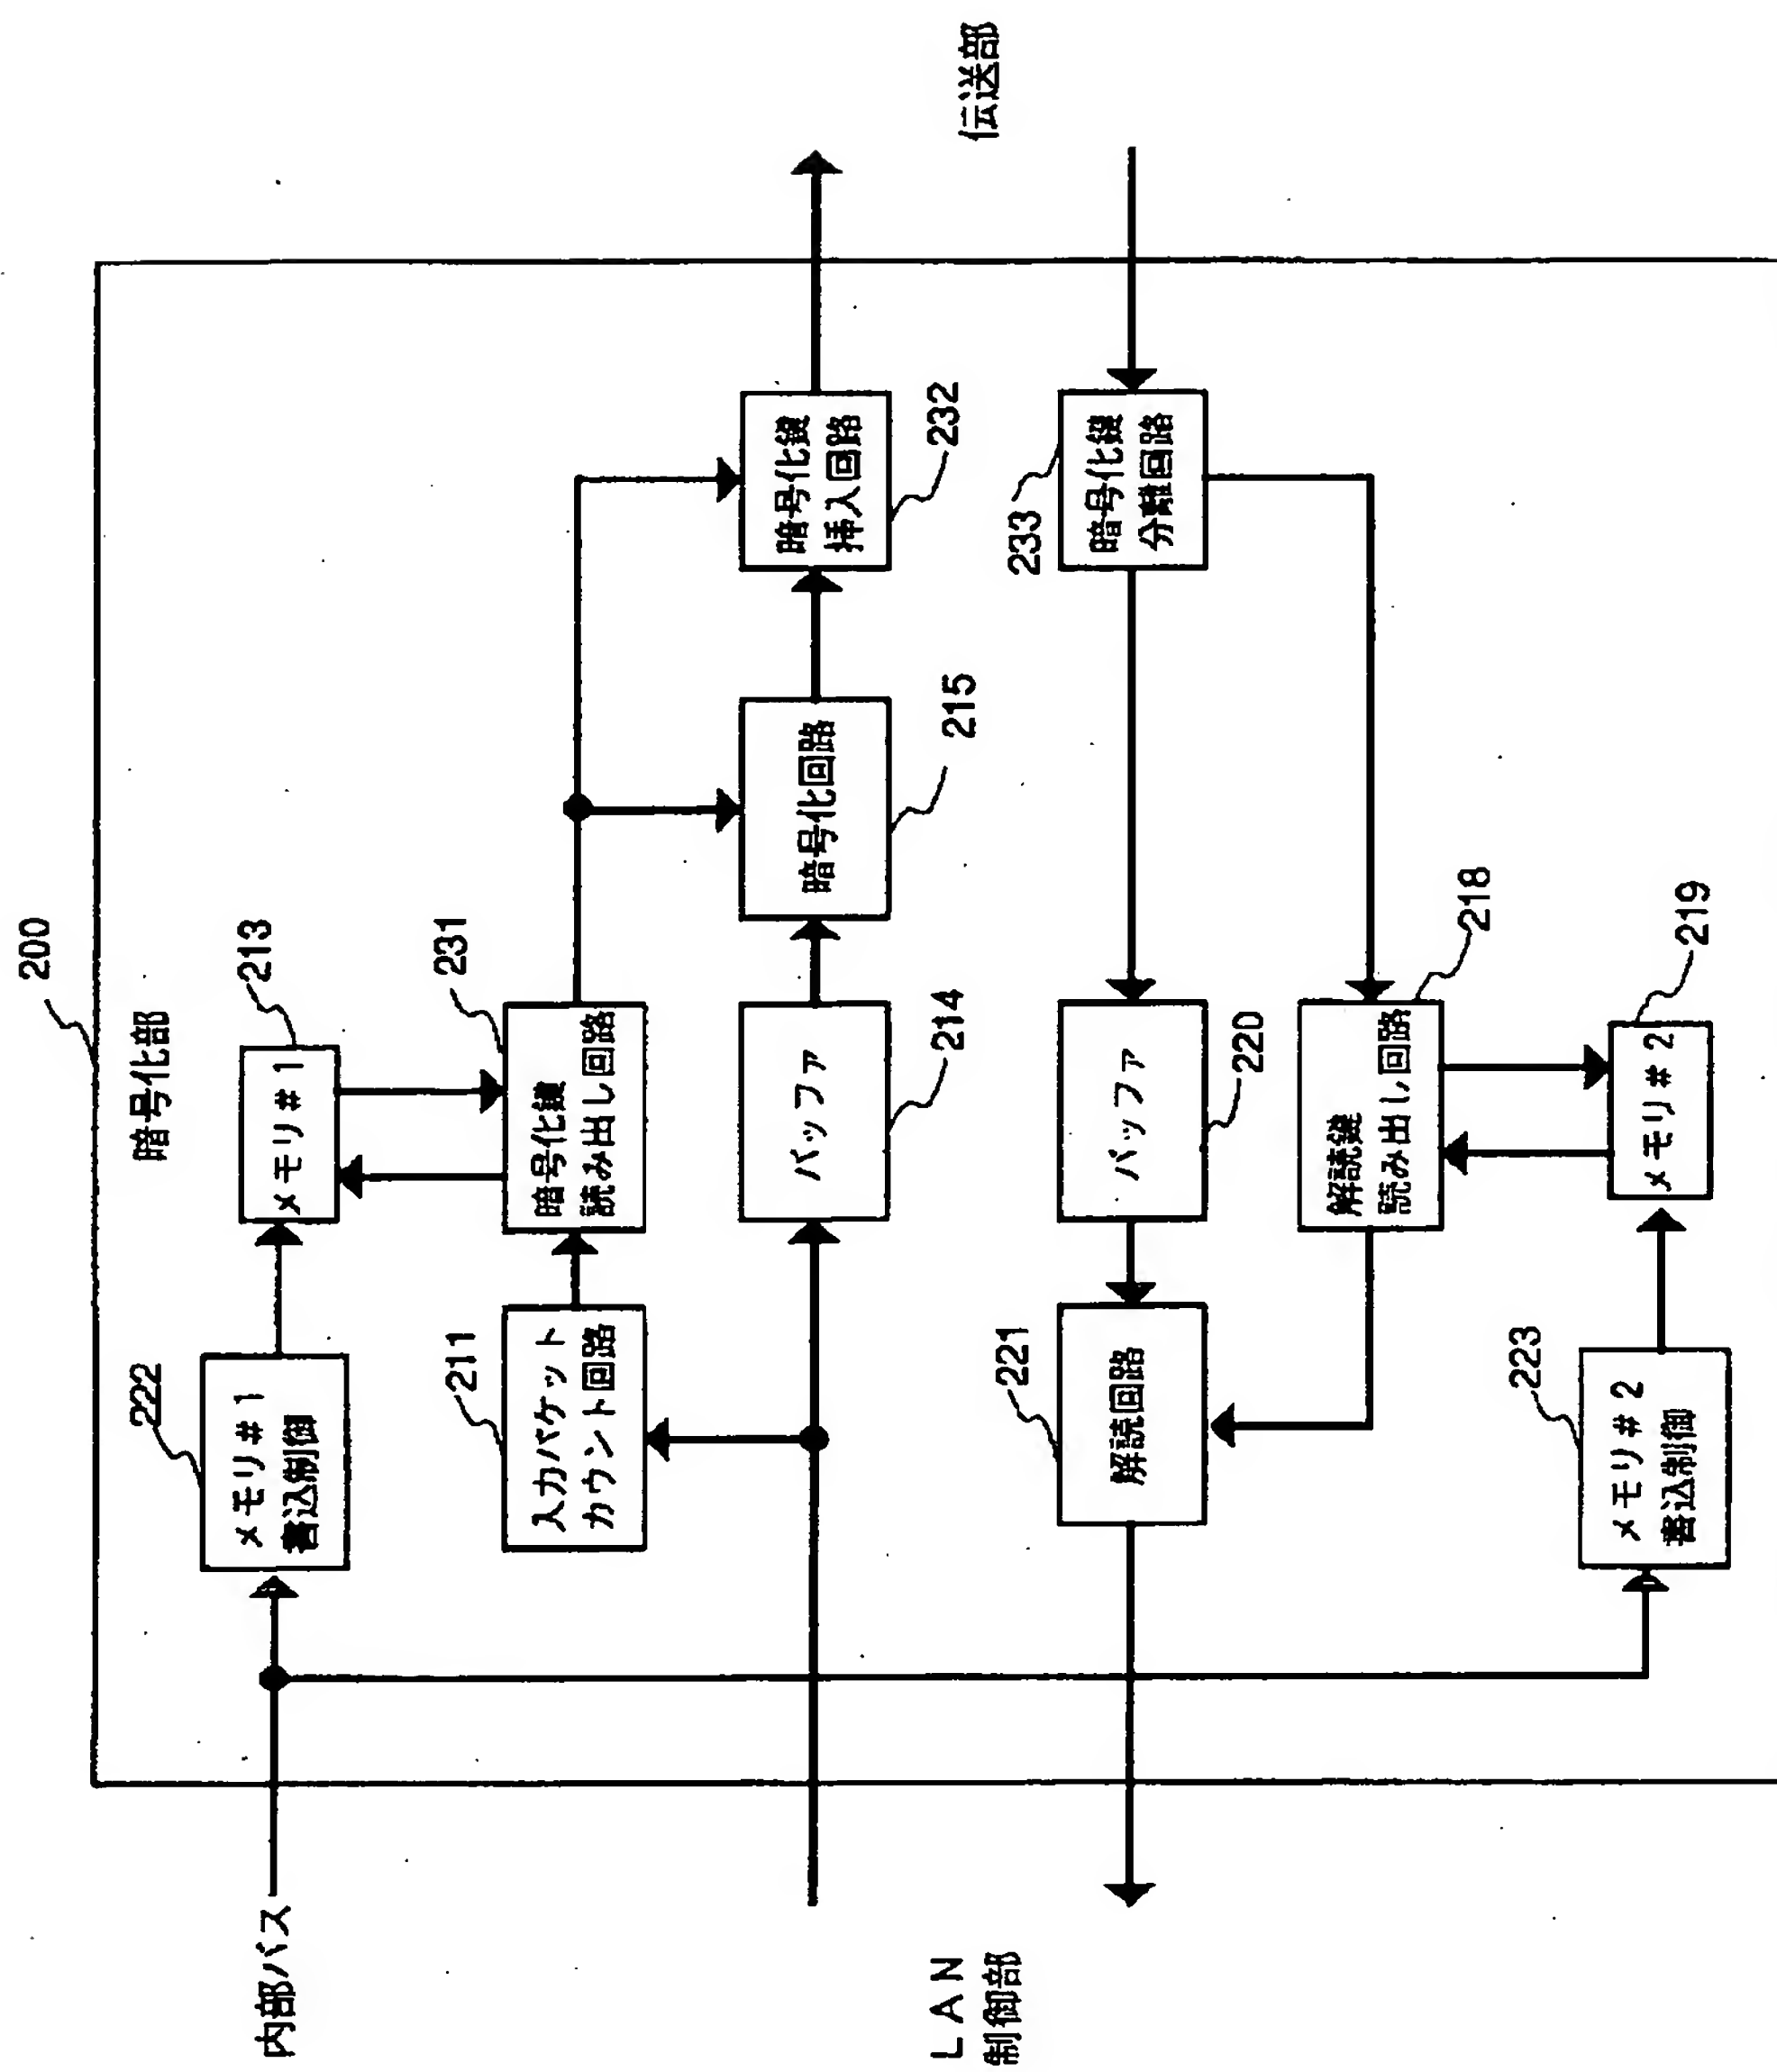 200
暗号化部
222
メモリ＃１
書込制御
213
メモリ＃１
211
入力パケット
カウント回路
231
暗号化鍵
読み出し回路
214
バッファ
215
暗号化回路
232
暗号化鍵
挿入回路
233
暗号化鍵
分離回路
220
バッファ
221
解読回路
218
解読鍵
読み出し回路
219
メモリ＃２
223
メモリ＃２
書込制御
内部バス
ＬＡＮ
制御部
伝送部